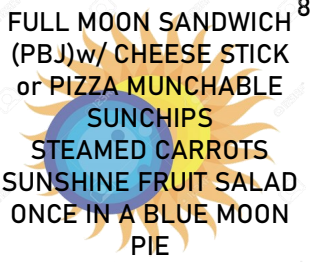 8
FULL MOON SANDWICH
(PBJ)w/ CHEESE STICK
or PIZZA MUNCHABLE
SUNCHIPS
STEAMED CARROTS
SUNSHINE FRUIT SALAD
ONCE IN A BLUE MOON
PIE